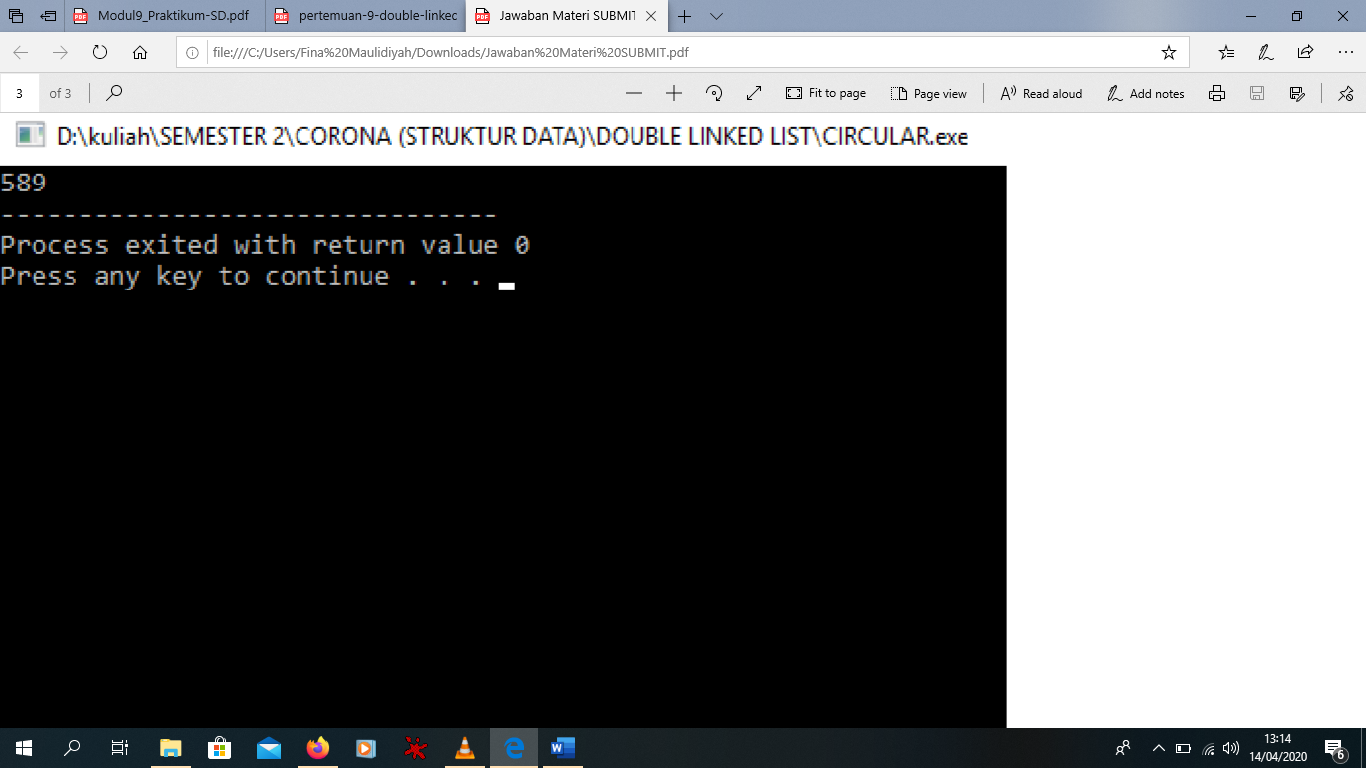 Modul9_Praktikum-SD.pdf
pertemuan-9-double-linkec
Jawaban Materi SUBMIT
file:///C:/Users/Fina%20Maulidiyah/Downloads/Jawaban%20Materi%20SUBMIT.pdf
3 of 3
Fit to page
Page view
Read aloud
Add notes
D:\kuliah\SEMESTER 2\CORONA (STRUKTUR DATA)\DOUBLE LINKED LIST\CIRCULAR.exe
589
--------------------------------
Process exited with return value 0
Press any key to continue . . .
13:14
14/04/2020
6